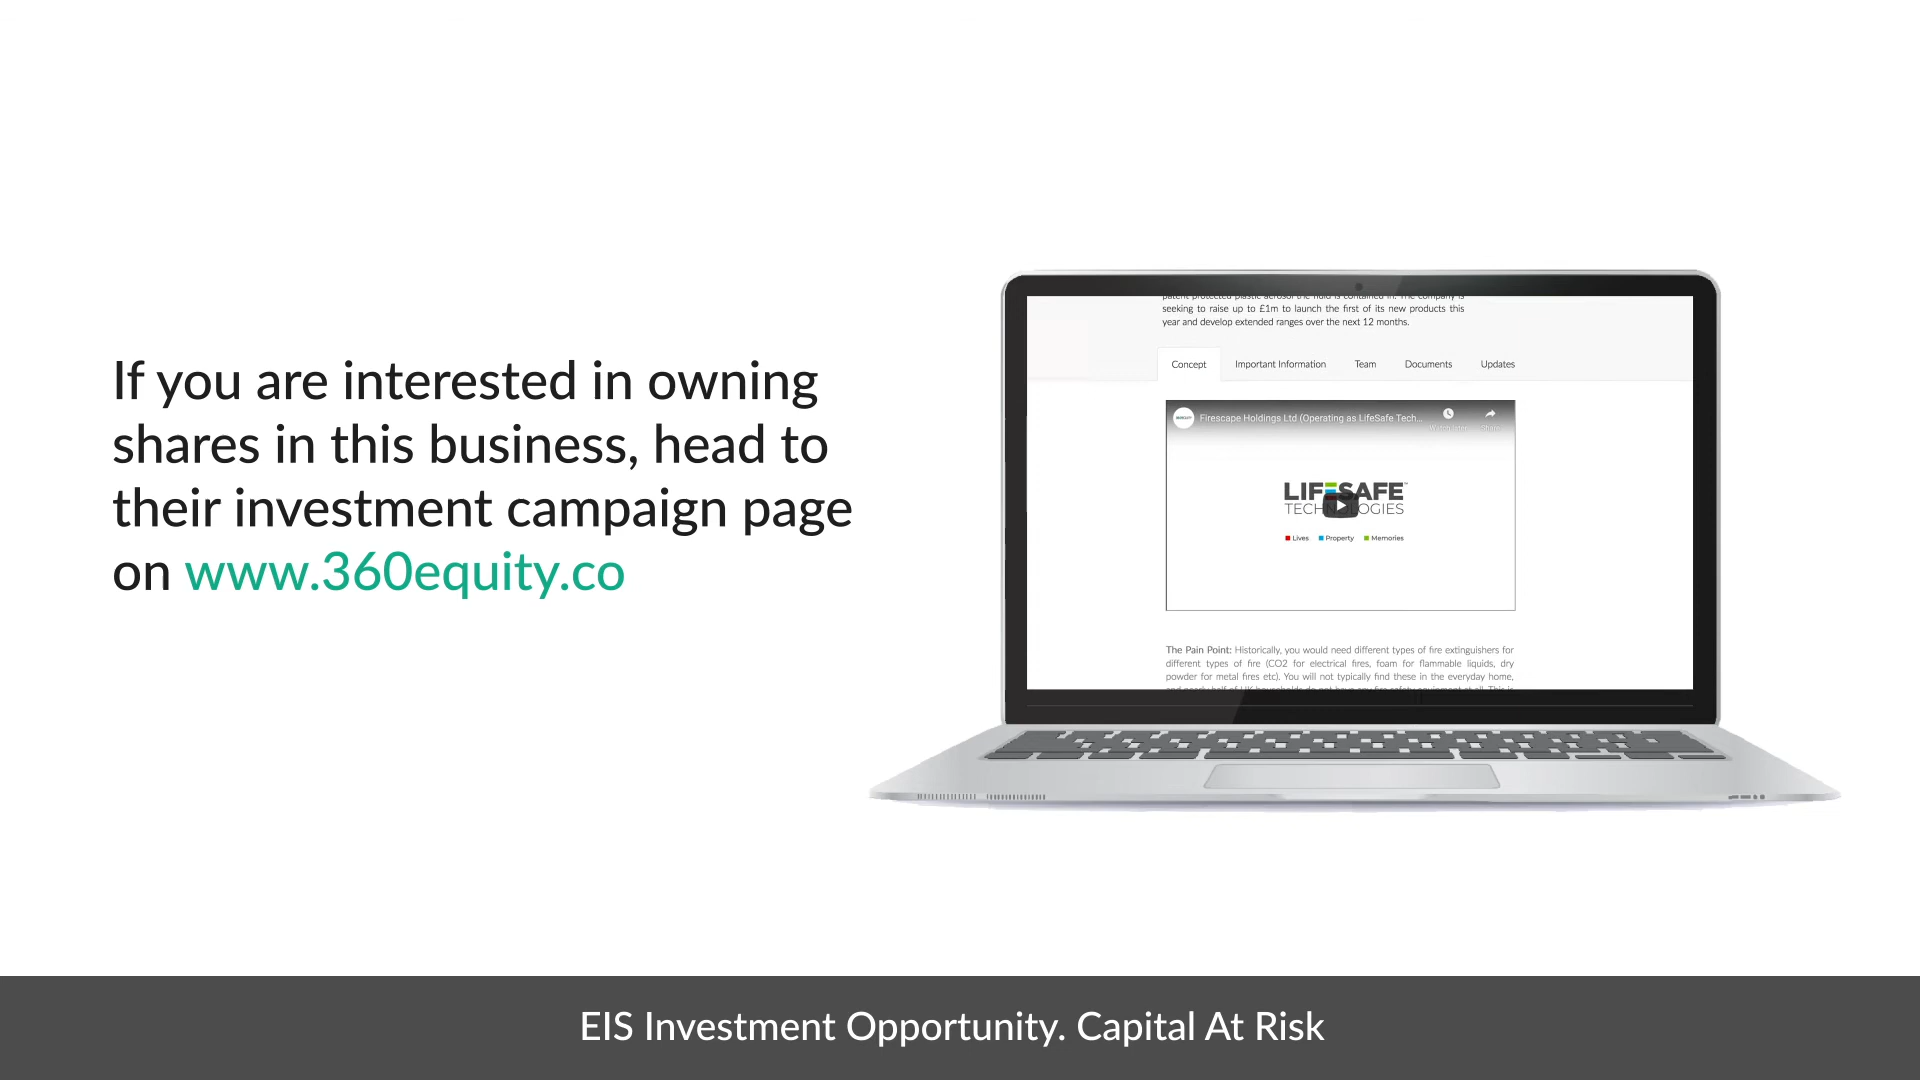 If you are interested in owning
shares in this business, head to
their investment campaign page
on www.360equity.co
seeking to raise up to £1m to launch the first of its new products this
year and develop extended ranges over the next 12 months.
Concept Important Information Team Documents Updates
Firescape Holdings Ltd (Operating as LifeSafe Tech...
Watch later Share
LIFESAFE™
TECHNOLOGIES
Lives Property Memories
The Pain Point: Historically, you would need different types of fire extinguishers for
different types of fire (CO2 for electrical fires, foam for flammable liquids, dry
powder for metal fires etc). You will not typically find these in the everyday home,
EIS Investment Opportunity. Capital At Risk